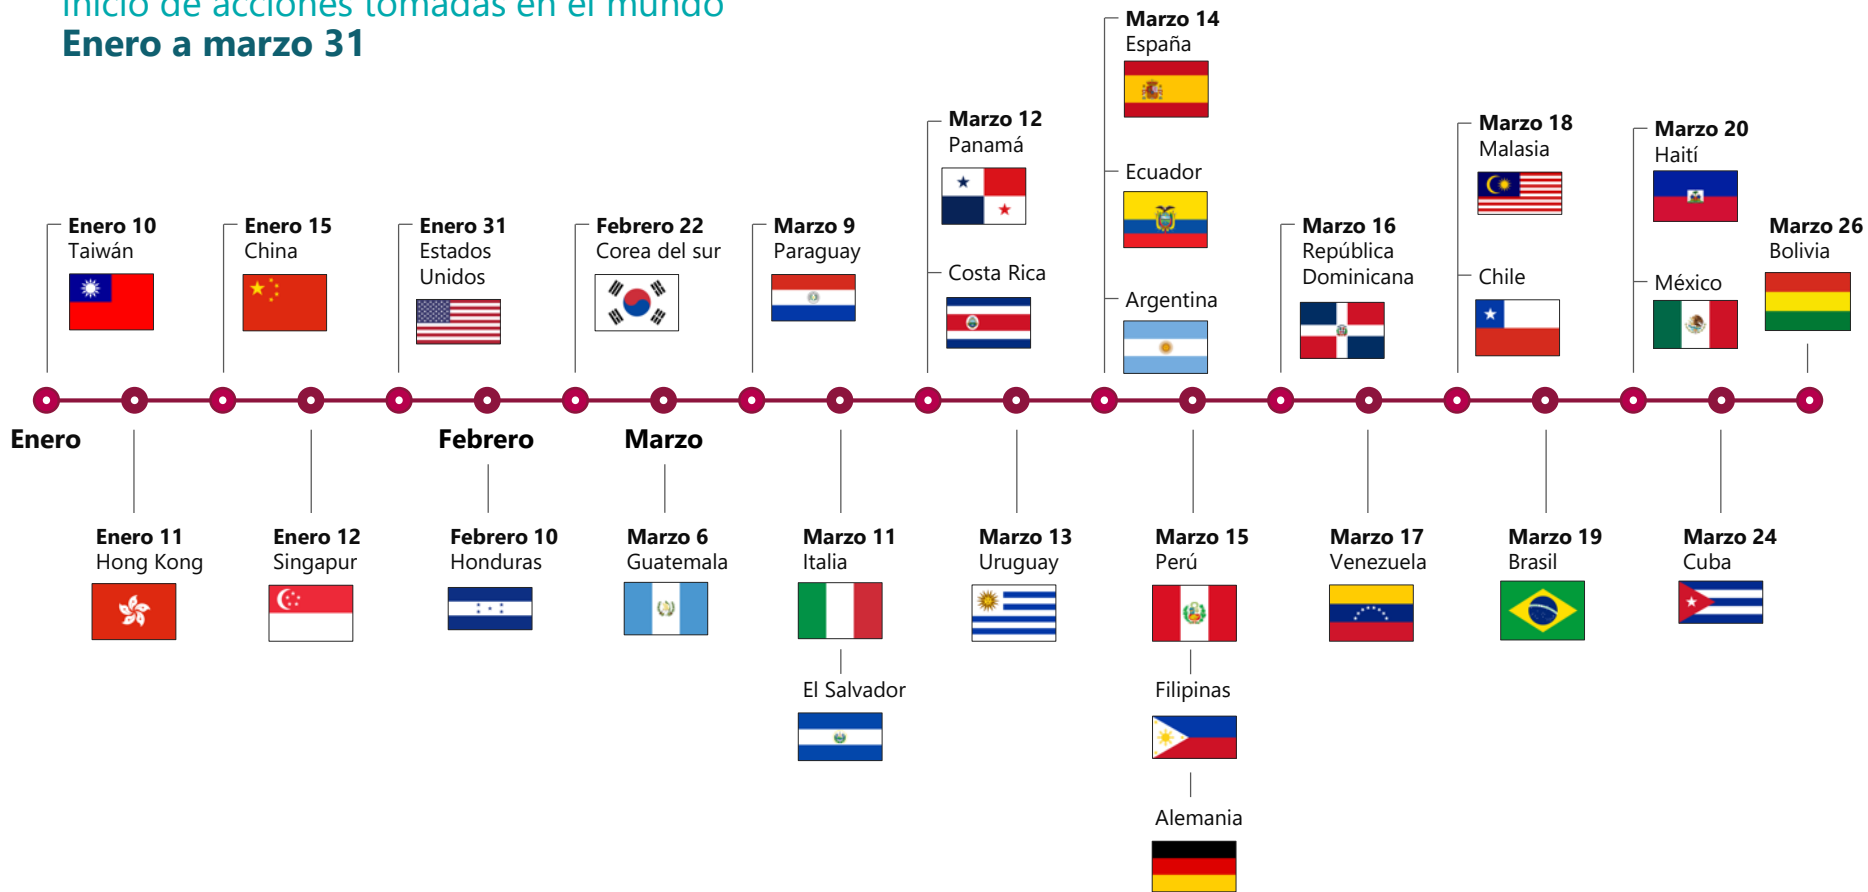 Inicio de acciones tomadas en el mundo
Enero a marzo 31
Enero 10
Taiwán
Enero 15
China
Enero 31
Estados
Unidos
Febrero 22
Corea del sur
Marzo 9
Paraguay
Marzo 12
Panamá
Costa Rica
Marzo 14
España
Ecuador
Argentina
Marzo 16
República
Dominicana
Marzo 18
Malasia
Chile
Marzo 20
Haití
México
Marzo 26
Bolivia
Enero
Febrero
Marzo
Enero 11
Hong Kong
Enero 12
Singapur
Febrero 10
Honduras
Marzo 6
Guatemala
Marzo 11
Italia
El Salvador
Marzo 13
Uruguay
Marzo 15
Perú
Filipinas
Alemania
Marzo 17
Venezuela
Marzo 19
Brasil
Marzo 24
Cuba